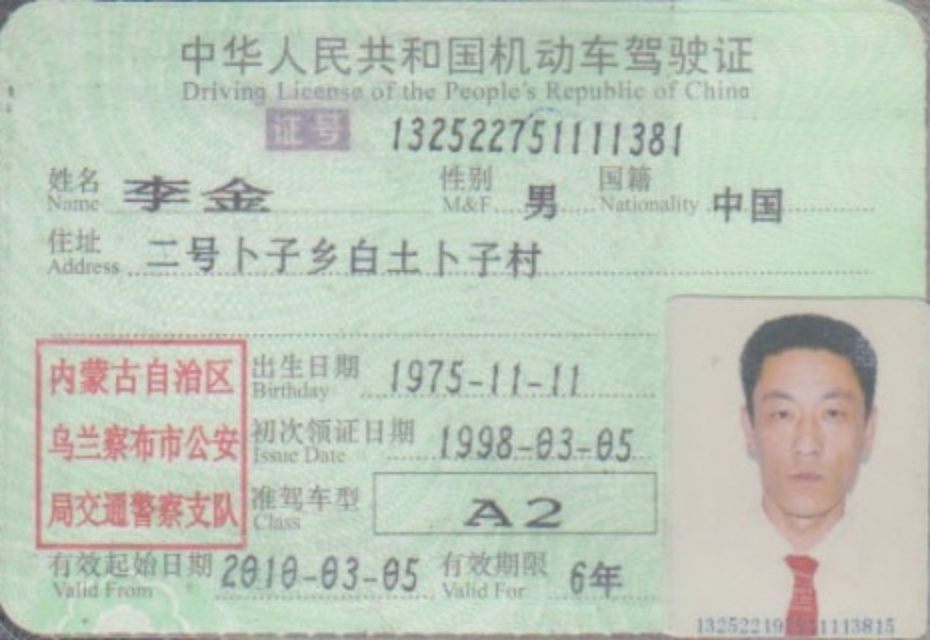 中华人民共和国机动车驾驶证
Driving License of the People's Republic of China
证号 132522751111381
姓名 李金 性别 男 国籍 中国
Name M&F Nationality
住址 二号卜子乡白土卜子村
Address
内蒙古自治区
乌兰察布市公安
局交通警察支队
出生日期 1975-11-11
Birthday
初次领证日期 1998-03-05
Issue Date
准驾车型 A2
Class
有效起始日期 2010-03-05 有效期限 6年
Valid From Valid For